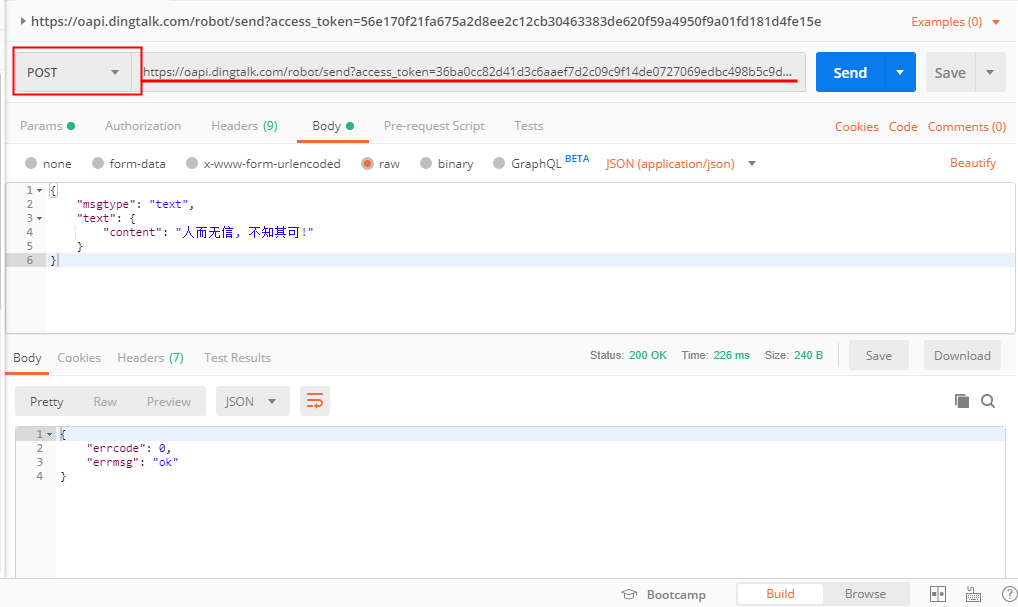 https://oapi.dingtalk.com/robot/send?access_token=56e170f21fa675a2d8ee2c12cb30463383de620f59a4950f9a01fd181d4fe15e Examples (0)
POST https://oapi.dingtalk.com/robot/send?access_token=36ba0cc82d41d3c6aaef7d2c09c9f14de0727069edbc498b5c9d... Send Save
Params Authorization Headers (9) Body Pre-request Script Tests Cookies Code Comments (0)
none form-data x-www-form-urlencoded raw binary GraphQL BETA JSON (application/json) Beautify
1 {
2 "msgtype": "text",
3 "text": {
4 "content": "人而无信, 不知其可!"
5 }
6 }
Body Cookies Headers (7) Test Results Status: 200 OK Time: 226 ms Size: 240 B Save Download
Pretty Raw Preview JSON
1 {
2 "errcode": 0,
3 "errmsg": "ok"
4 }
Bootcamp Build Browse ?